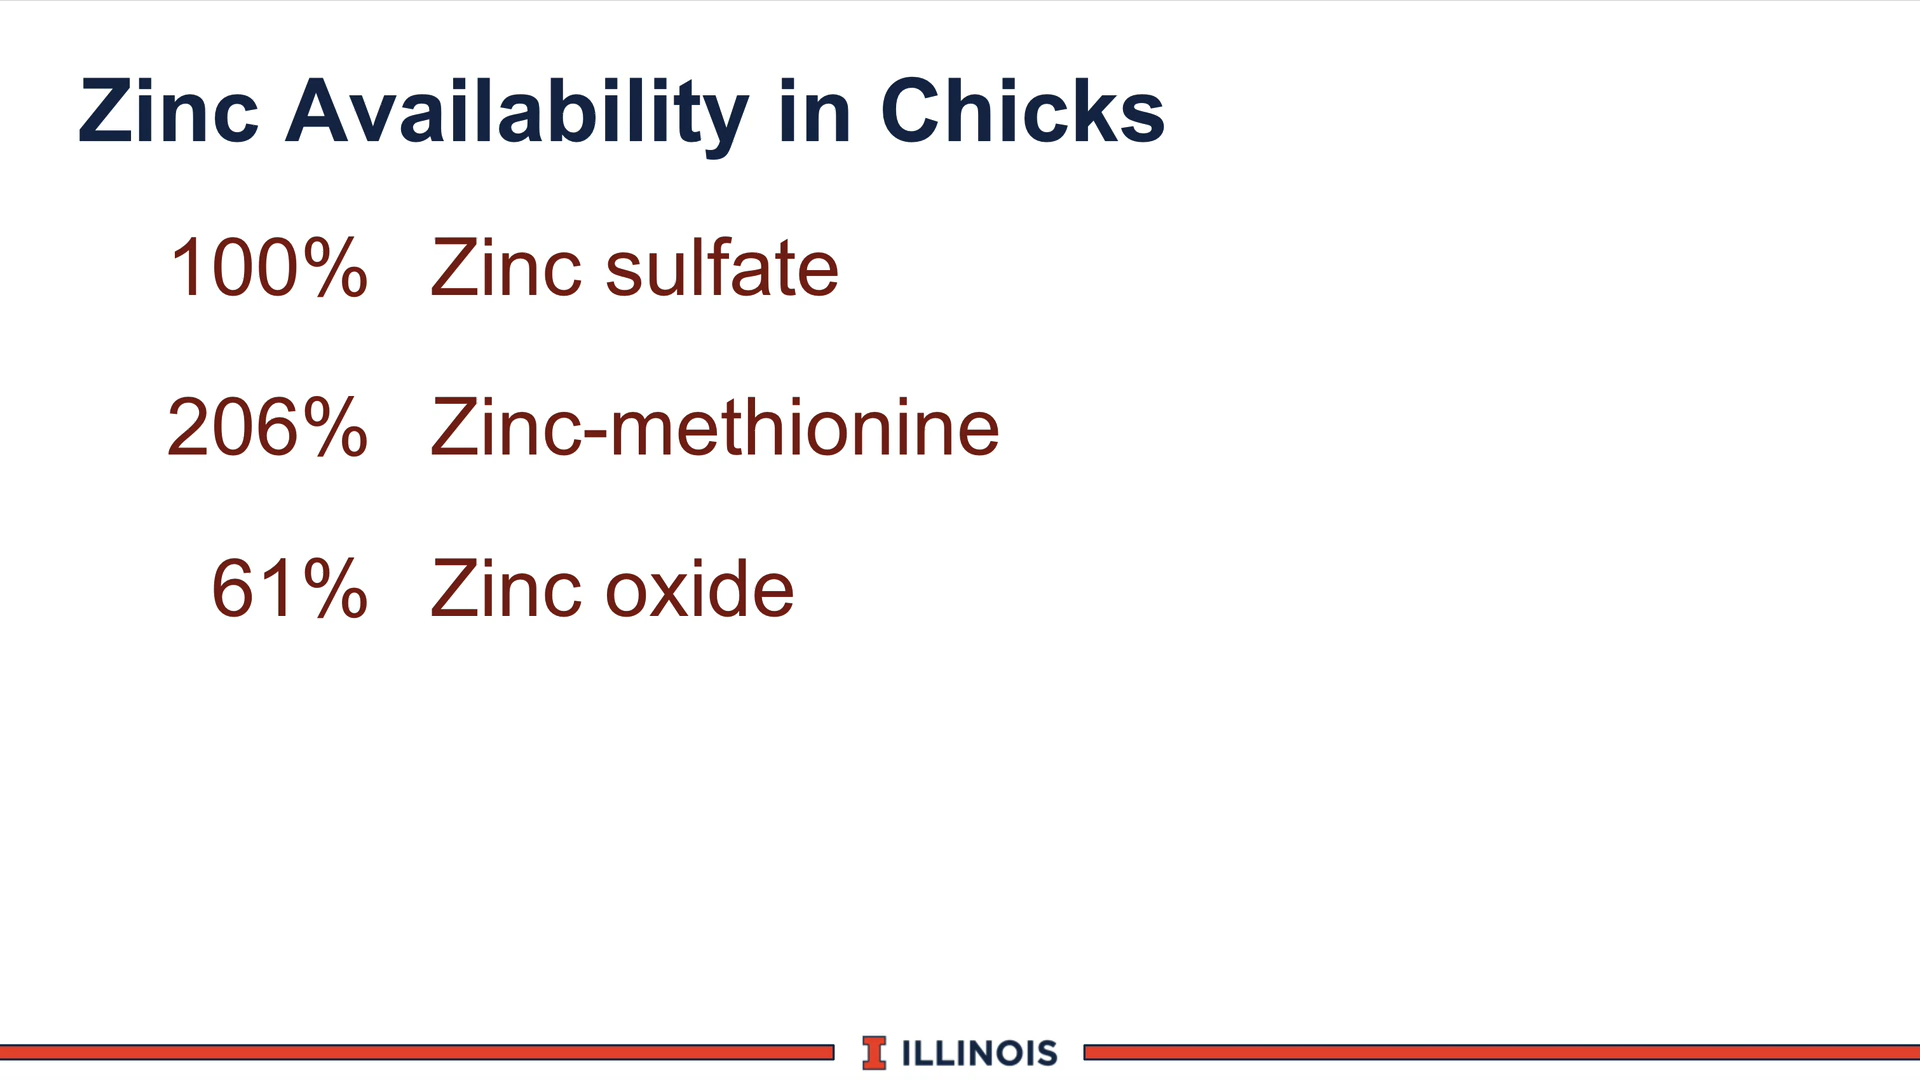 Zinc Availability in Chicks
100% Zinc sulfate
206% Zinc-methionine
61% Zinc oxide
I ILLINOIS